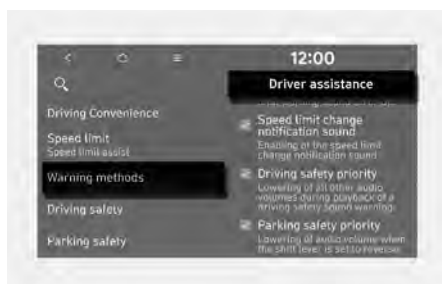 12:00
Driver assistance
Driving Convenience
Speed limit
Speed limit assist
Warning methods
Driving safety
Parking safety
Speed limit change
notification sound
Enabling of the speed limit
change notification sound
Driving safety priority
Lowering of all other audio
volumes during playback of a
driving safety sound warning.
Parking safety priority
Lowering of audio volume when
the shift lever is set to reverse